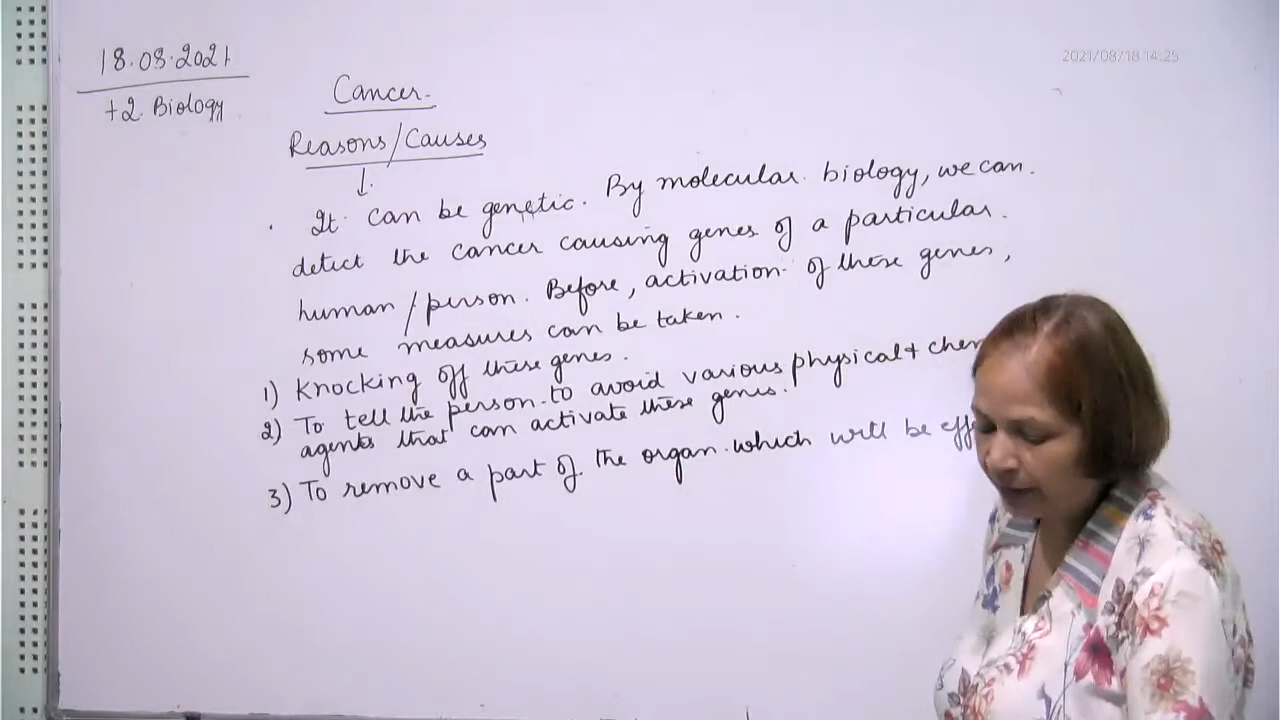 18.08.2021
+2. Biology
2021/08/18 14:25
Cancer.
Reasons/Causes
It can be genetic. By molecular biology, we can
detect the cancer causing genes of a particular
human/person. Before, activation of these genes,
some measures can be taken.
1) Knocking off these genes.
2) To tell the person to avoid various physical +
agents that can activate these genes.
3) To remove a part of the organ which will be